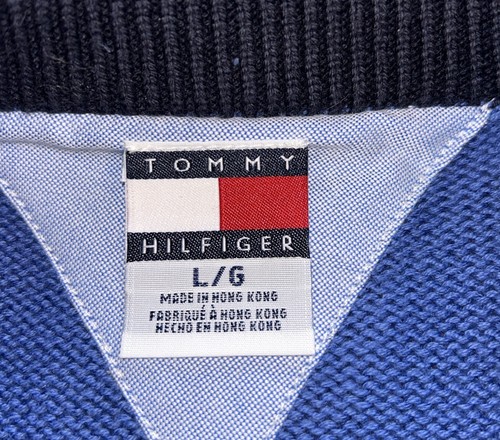 TOMMY
HILFIGER
L/G
MADE IN HONG KONG
FABRIQUÉ À HONG KONG
HECHO EN HONG KONG